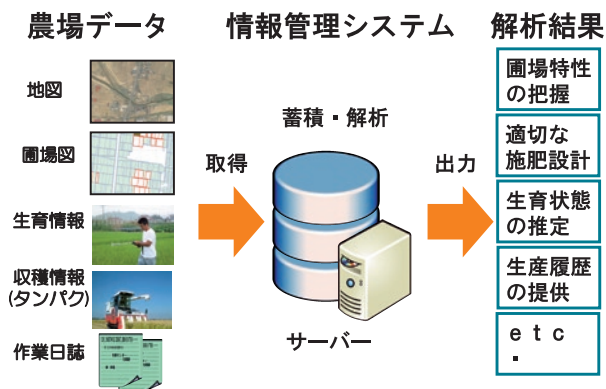 農場データ
情報管理システム
解析結果
地図
圃場図
生育情報
収穫情報
(タンパク)
作業日誌
取得
蓄積・解析
サーバー
出力
圃場特性
の把握
適切な
施肥設計
生育状態
の推定
生産履歴
の提供
ｅｔｃ
・